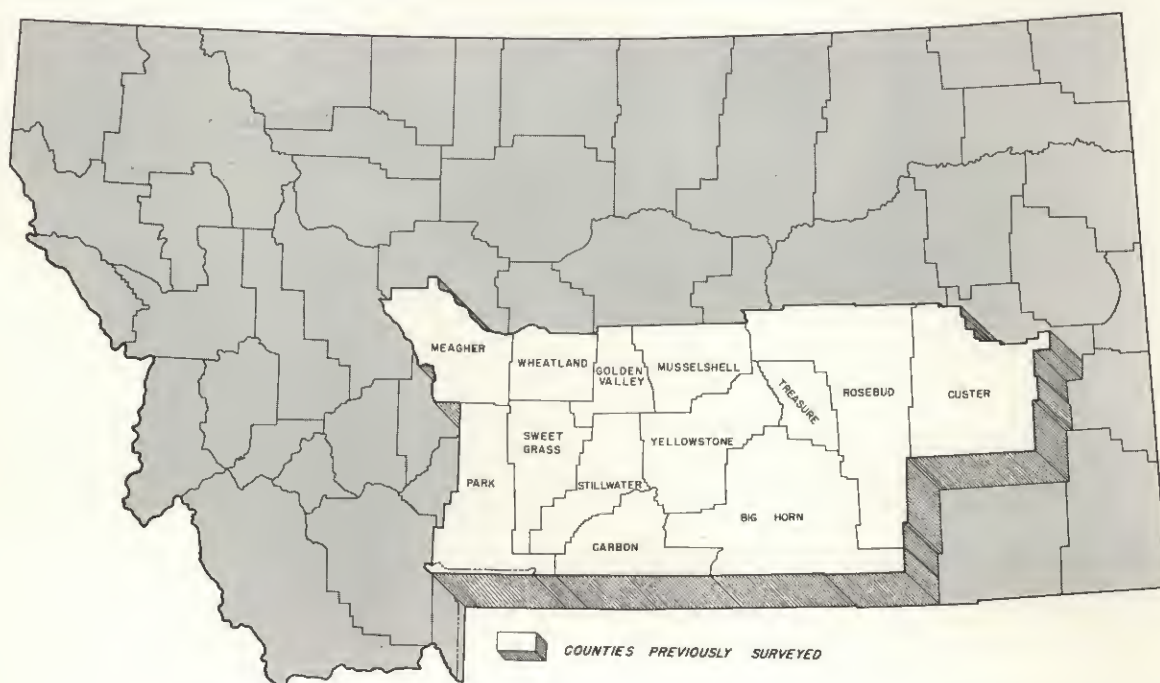 MEAGHER
WHEATLAND
GOLDEN
VALLEY
MUSSELSHELL
TREASURE
ROSEBUD
CUSTER
SWEET
GRASS
YELLOWSTONE
PARK
STILLWATER
BIG HORN
CARBON
COUNTIES PREVIOUSLY SURVEYED